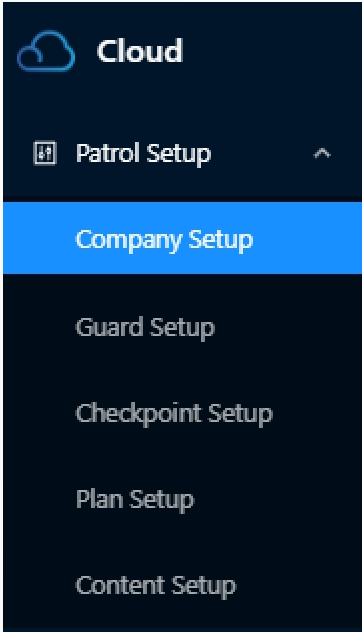 Cloud
Patrol Setup
Company Setup
Guard Setup
Checkpoint Setup
Plan Setup
Content Setup